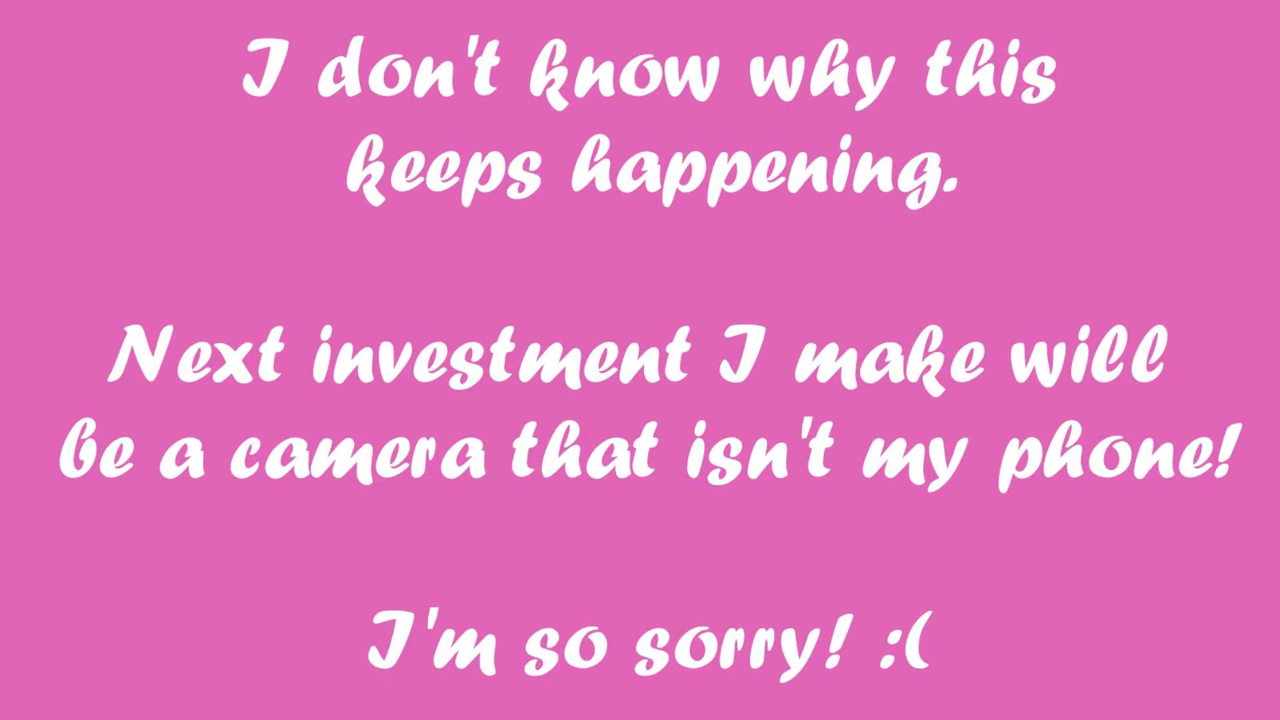 I don't know why this
keeps happening.
Next investment I make will
be a camera that isn't my phone!
I'm so sorry! :(